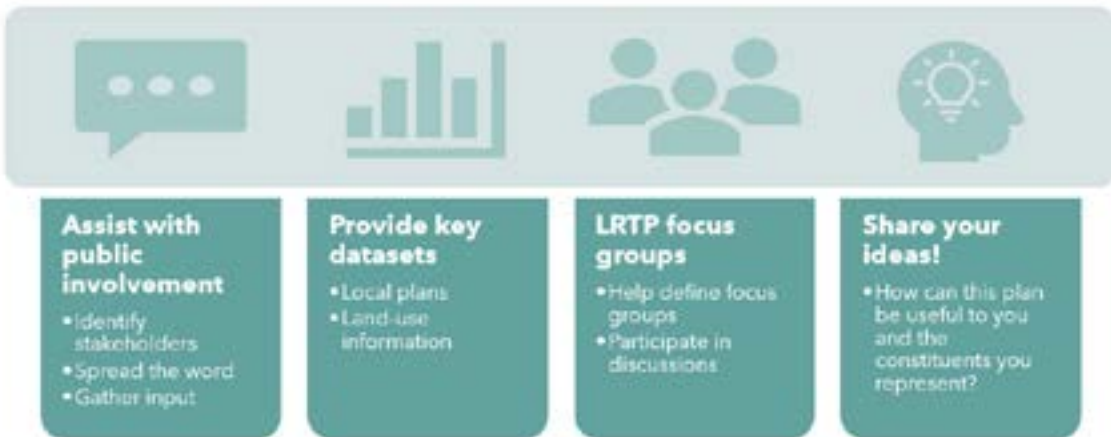 Assist with
public
involvement
•Identify
stakeholders
•Spread the word
•Gather input
Provide key
datasets
•Local plans
•Land-use
information
LRTP focus
groups
•Help define focus
groups
•Participate in
discussions
Share your
ideas!
•How can this plan
be useful to you
and the
constituents you
represent?